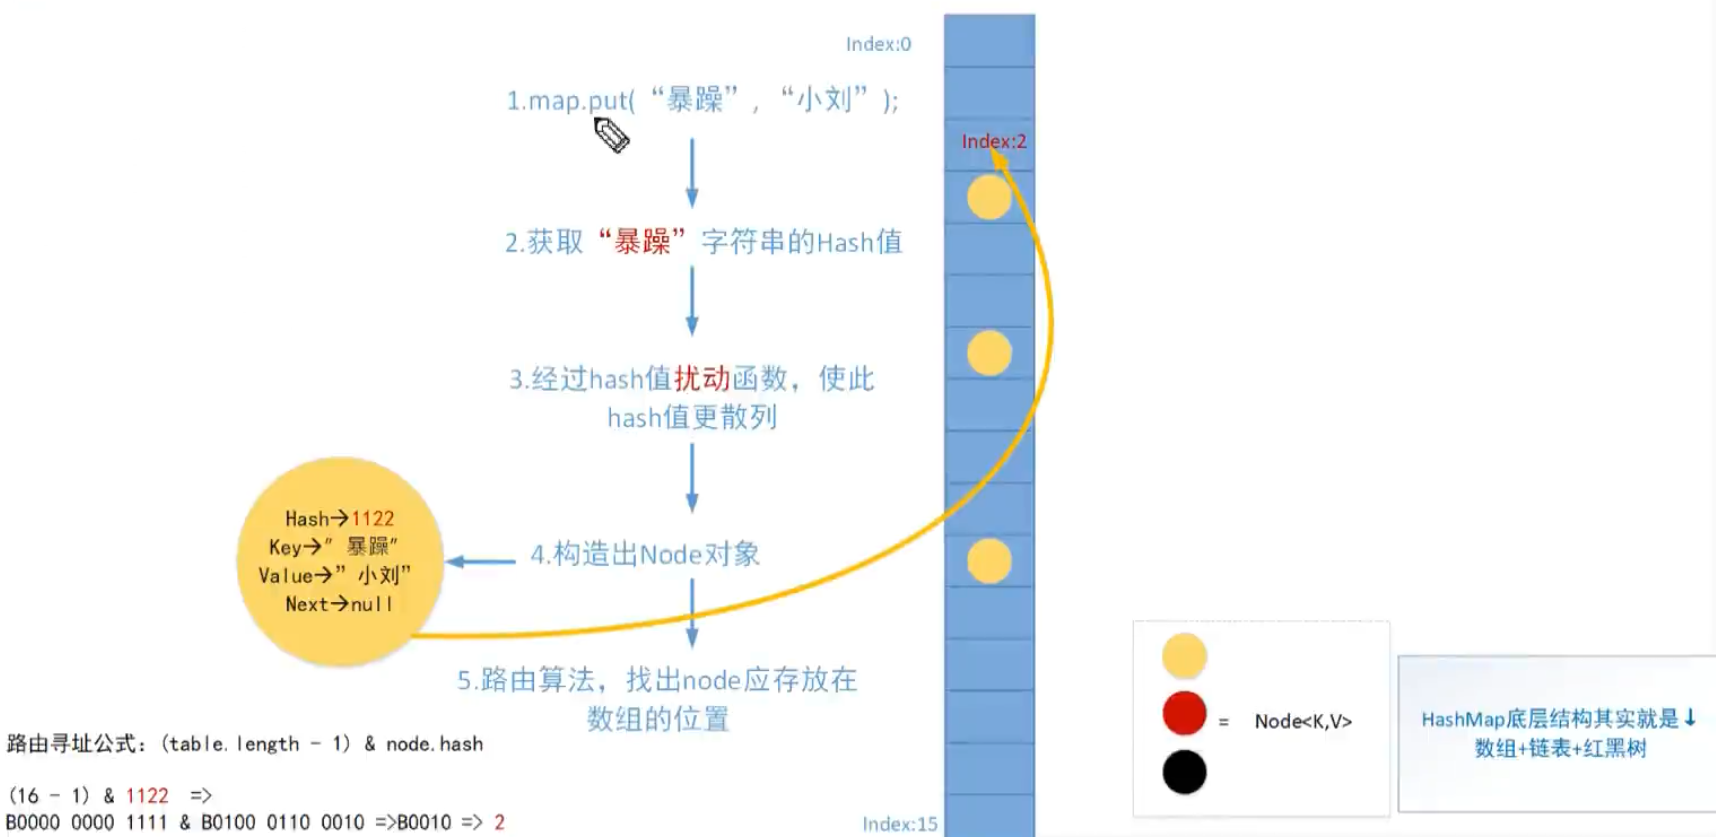 Index:0
1.map.put( “暴躁” , “小刘” );
Index:2
2.获取 “暴躁” 字符串的Hash值
3.经过hash值扰动函数，使此
hash值更散列
Hash→1122
Key→” 暴躁”
Value→” 小刘”
Next→null
4.构造出Node对象
5.路由算法，找出node应存放在
数组的位置
= Node<K,V>
HashMap底层结构其实就是↓
数组+链表+红黑树
路由寻址公式: (table.length - 1) & node.hash
(16 - 1) & 1122 =>
B0000 0000 1111 & B0100 0110 0010 =>B0010 => 2
Index:15